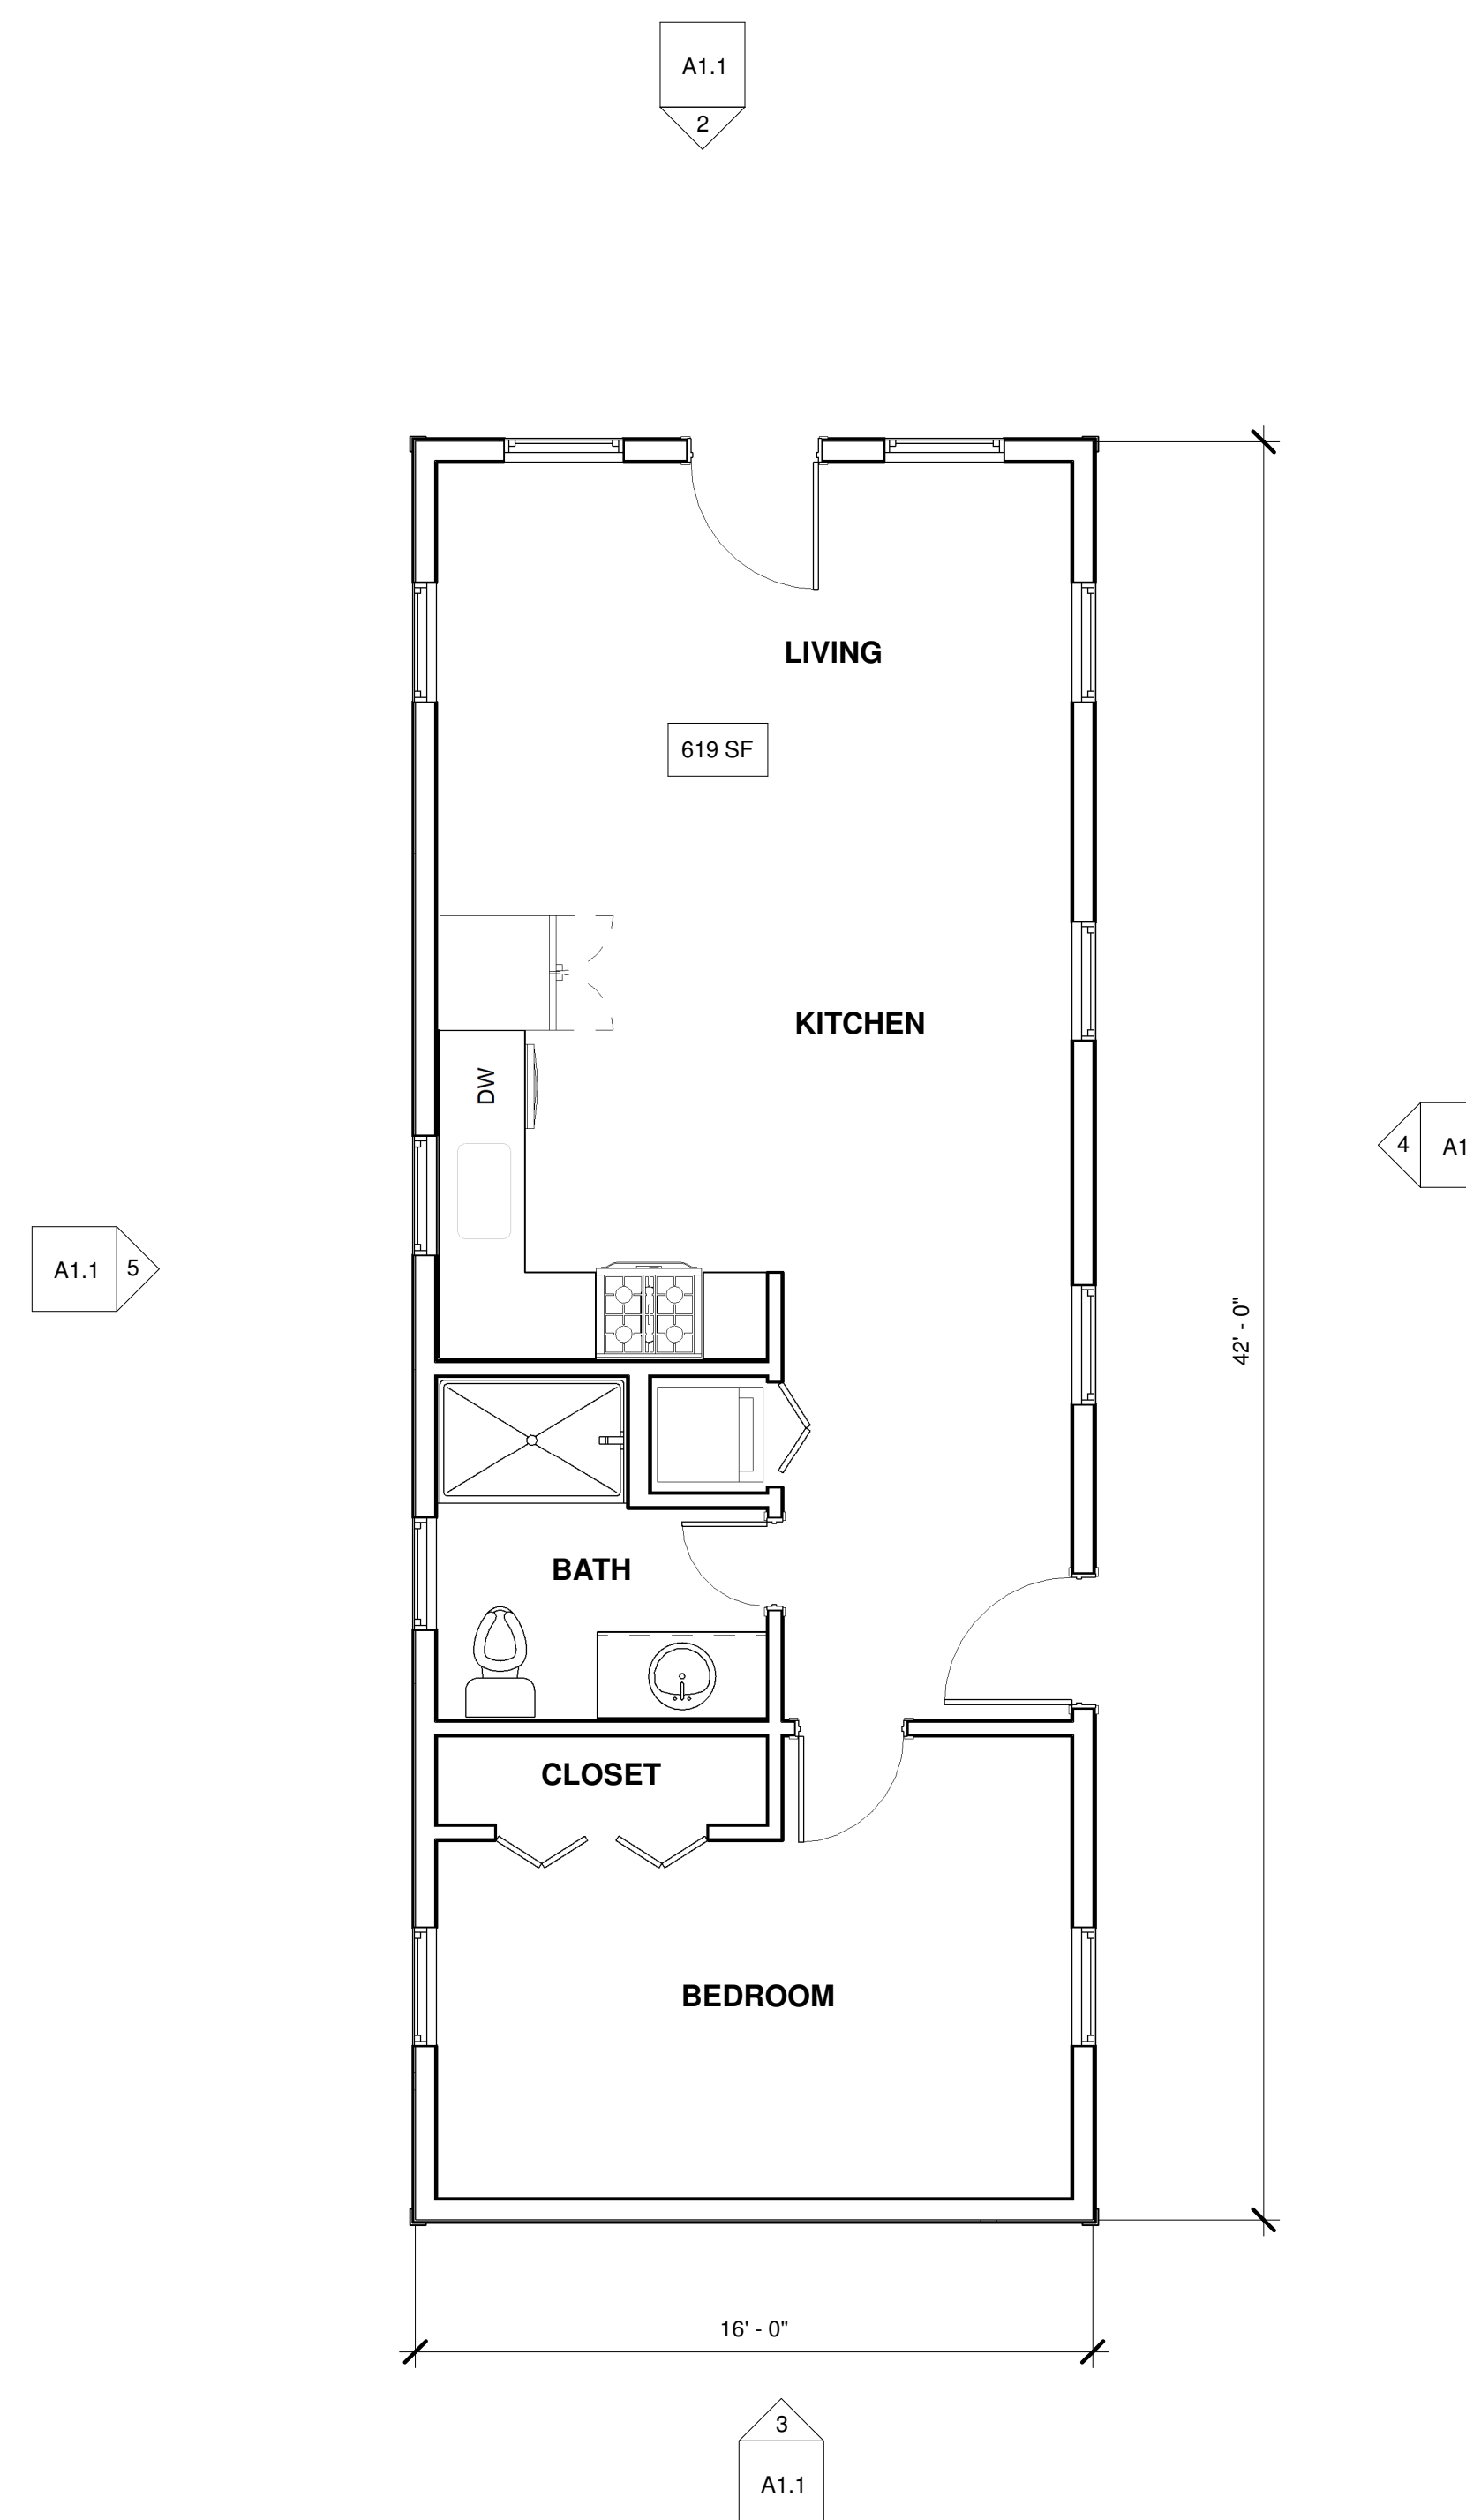 A1.1
2
LIVING
619 SF
KITCHEN
DW
4
A1
A1.1
5
42' - 0"
BATH
CLOSET
BEDROOM
16' - 0"
3
A1.1